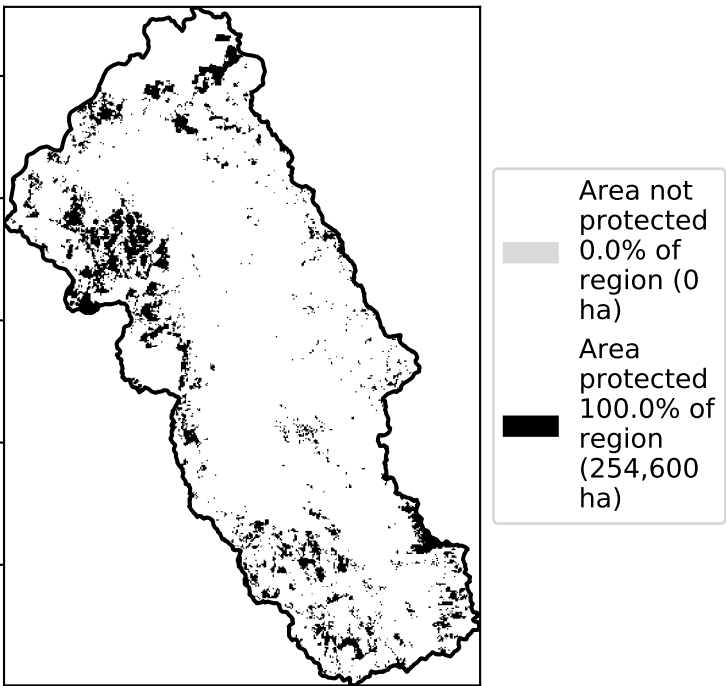 Area not
protected
0.0% of
region (0
ha)
Area
protected
100.0% of
region
(254,600
ha)